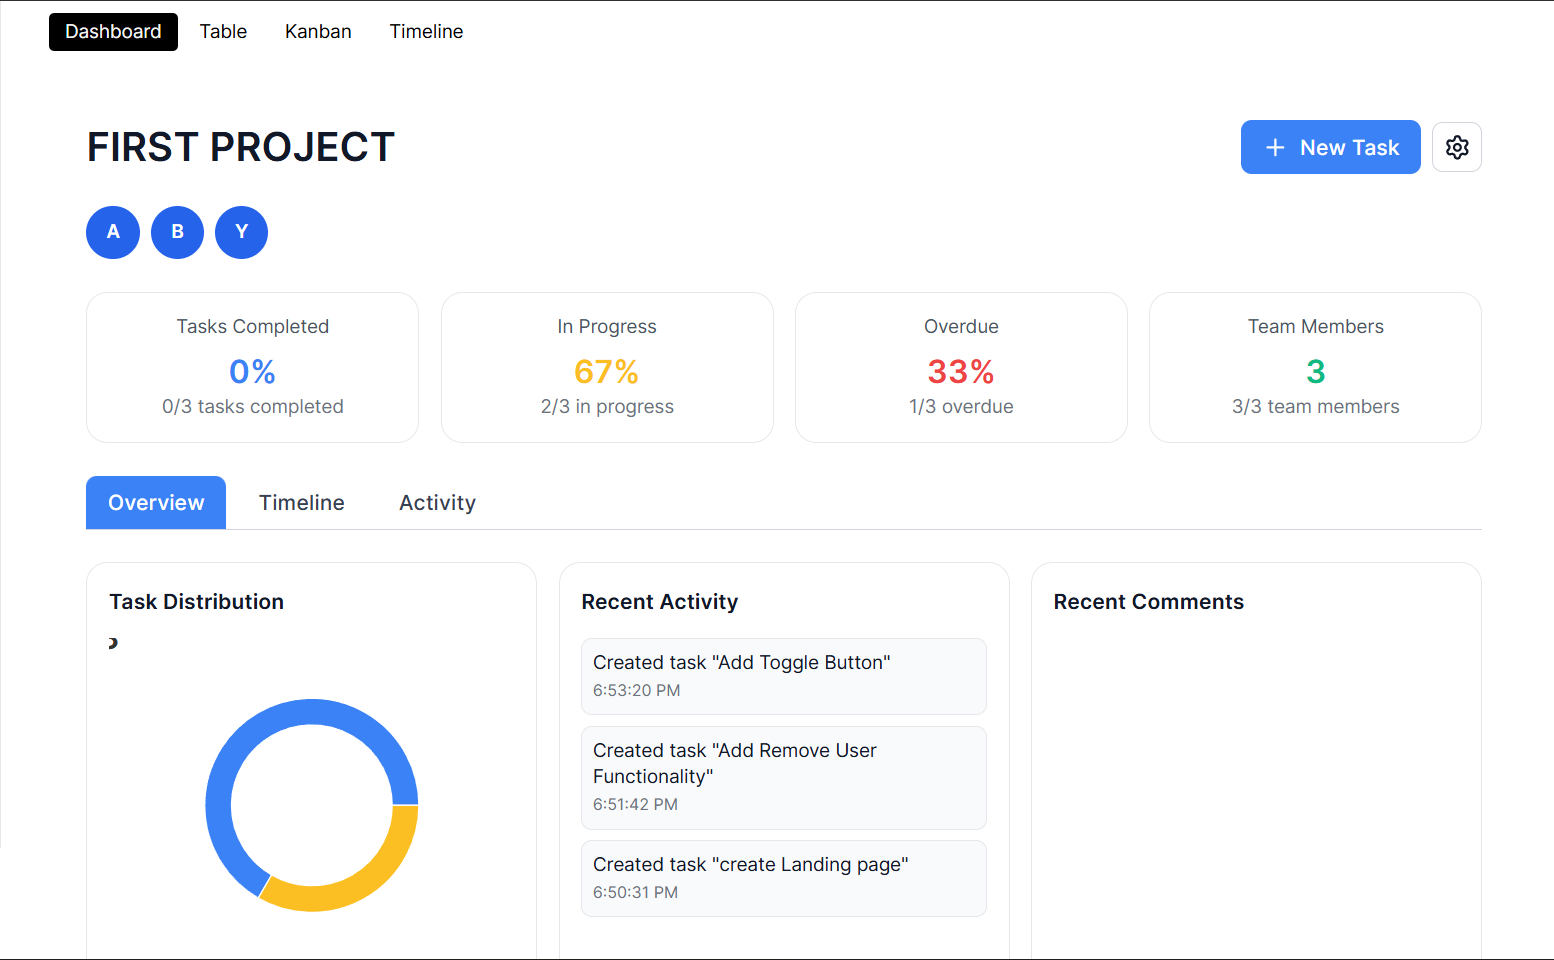 Dashboard Table Kanban Timeline
FIRST PROJECT
+ New Task
A B Y
Tasks Completed
0%
0/3 tasks completed
In Progress
67%
2/3 in progress
Overdue
33%
1/3 overdue
Team Members
3
3/3 team members
Overview Timeline Activity
Task Distribution
Recent Activity
Created task "Add Toggle Button"
6:53:20 PM
Created task "Add Remove User
Functionality"
6:51:42 PM
Created task "create Landing page"
6:50:31 PM
Recent Comments